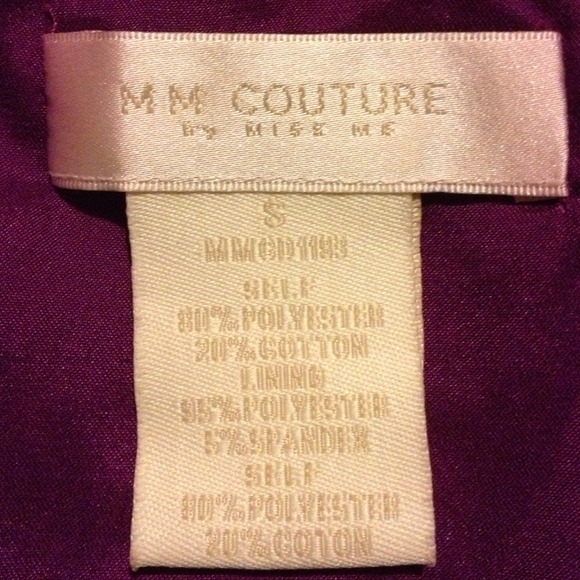 MM COUTURE
BY MISS ME
S
MMCD1193
SELF
80%POLYESTER
20%COTTON
LINING
95%POLYESTER
5%SPANDEX
SELF
80%POLYESTER
20%COTON